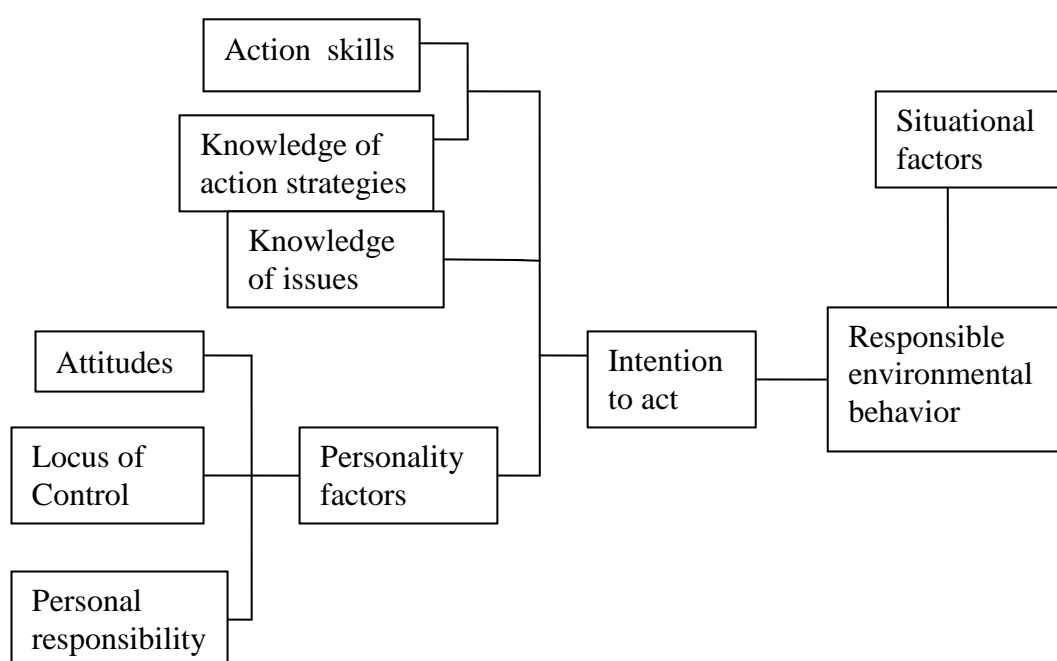 Action skills
Knowledge of
action strategies
Knowledge
of issues
Attitudes
Locus of
Control
Personal
responsibility
Personality
factors
Intention
to act
Situational
factors
Responsible
environmental
behavior